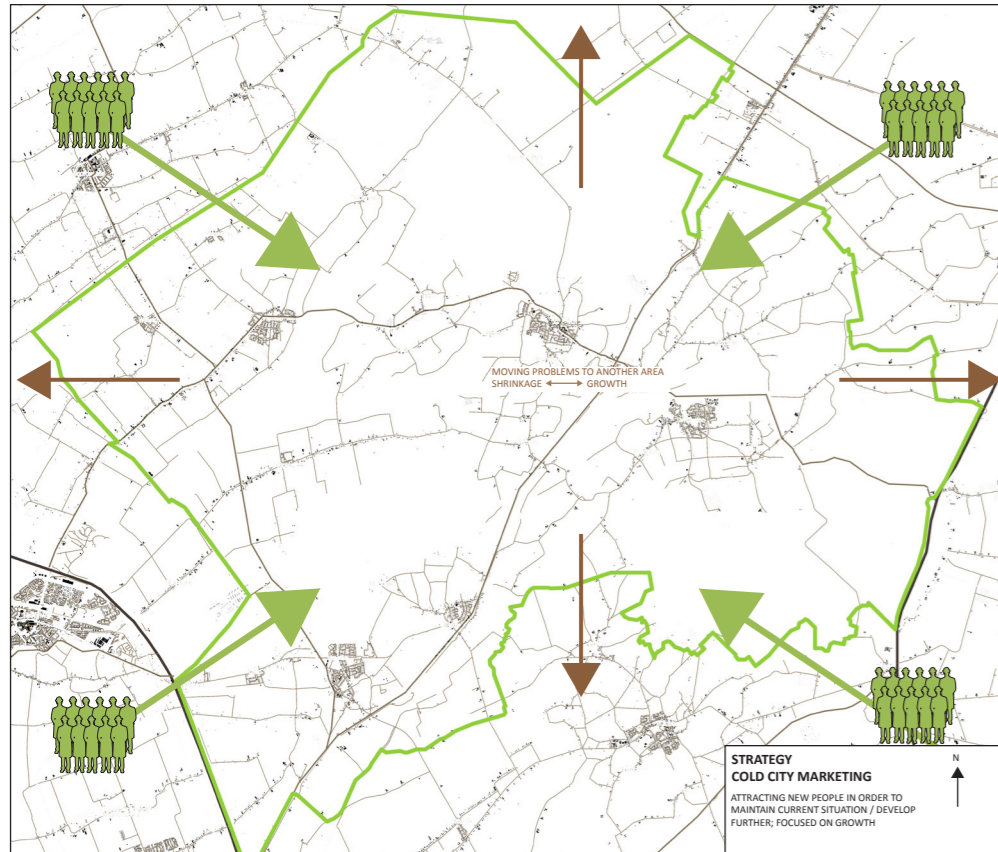 MOVING PROBLEMS TO ANOTHER AREA
SHRINKAGE GROWTH
STRATEGY
COLD CITY MARKETING
ATTRACTING NEW PEOPLE IN ORDER TO
MAINTAIN CURRENT SITUATION / DEVELOP
FURTHER; FOCUSED ON GROWTH
N